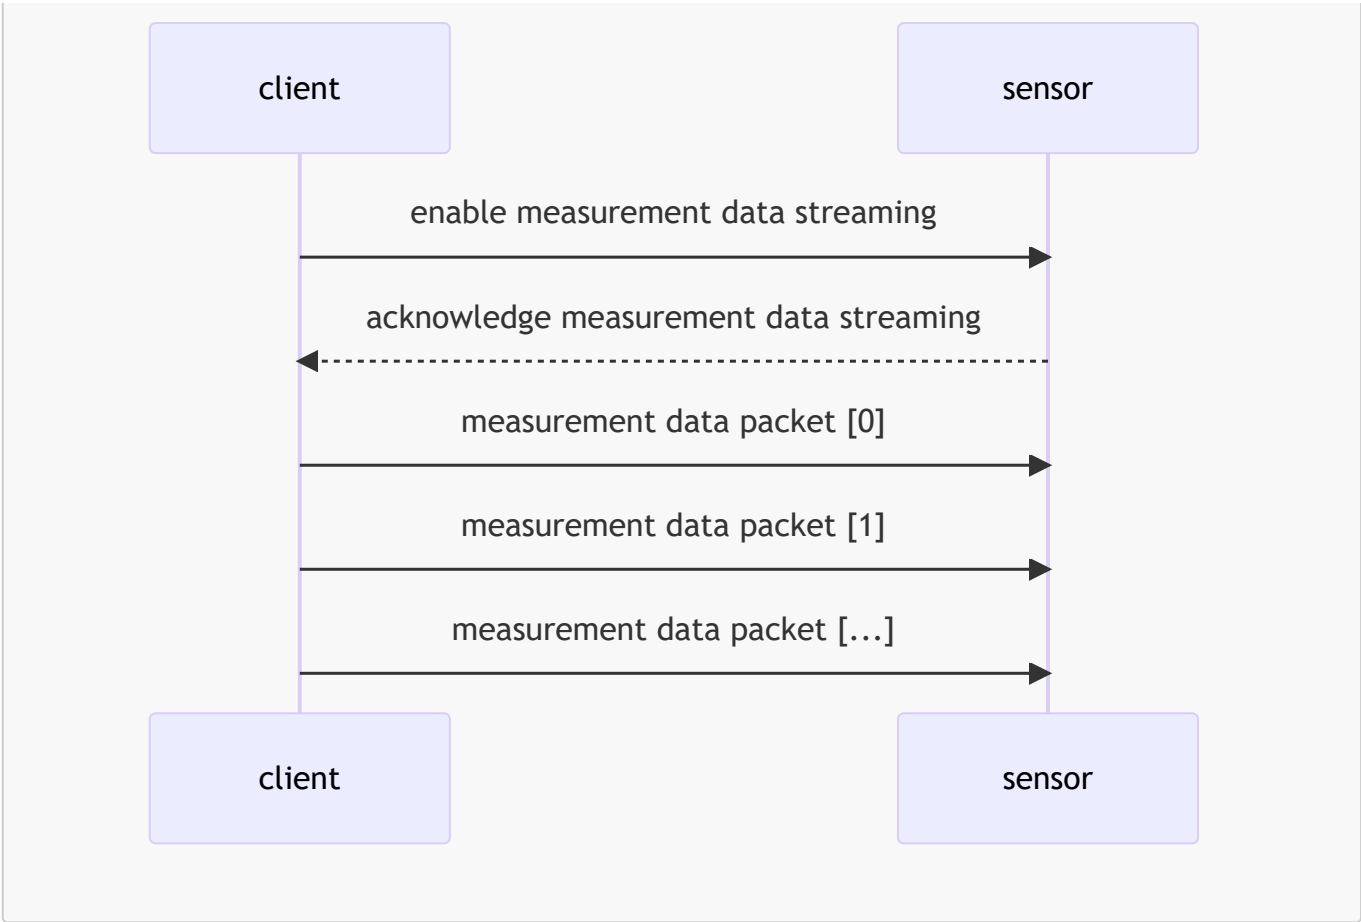 client
sensor
enable measurement data streaming
acknowledge measurement data streaming
measurement data packet [0]
measurement data packet [1]
measurement data packet [...]
client
sensor